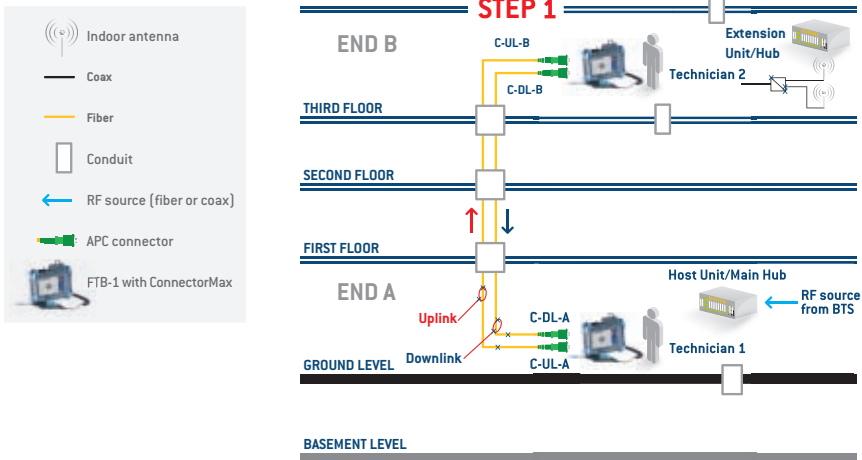 Indoor antenna
Coax
Fiber
Conduit
RF source (fiber or coax)
APC connector
FTB-1 with ConnectorMax
STEP 1
END B
C-UL-B
C-DL-B
Extension
Unit/Hub
Technician 2
THIRD FLOOR
SECOND FLOOR
FIRST FLOOR
END A
Host Unit/Main Hub
RF source
from BTS
Uplink
C-DL-A
Downlink
Technician 1
C-UL-A
GROUND LEVEL
BASEMENT LEVEL